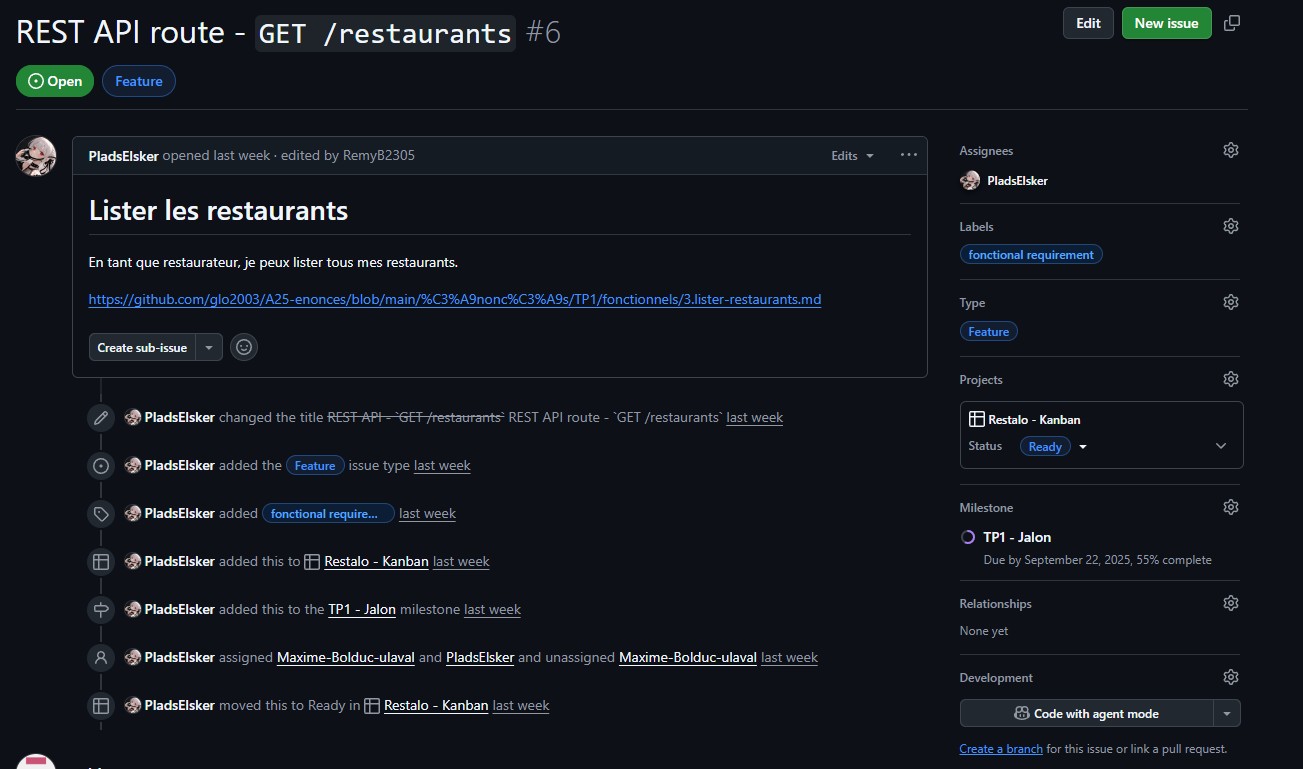 REST API route - GET /restaurants #6
Edit
New issue
Open
Feature
PladsElsker opened last week · edited by RemyB2305
Edits
Lister les restaurants
En tant que restaurateur, je peux lister tous mes restaurants.
https://github.com/glo2003/A25-enonces/blob/main/%C3%A9nonc%C3%A9s/TP1/fonctionnels/3.lister-restaurants.md
Create sub-issue
PladsElsker changed the title REST API - `GET /restaurants` REST API route - `GET /restaurants` last week
PladsElsker added the Feature issue type last week
PladsElsker added fonctional require... last week
PladsElsker added this to Restalo - Kanban last week
PladsElsker added this to the TP1 - Jalon milestone last week
PladsElsker assigned Maxime-Bolduc-ulaval and PladsElsker and unassigned Maxime-Bolduc-ulaval last week
PladsElsker moved this to Ready in Restalo - Kanban last week
Assignees
PladsElsker
Labels
fonctional requirement
Type
Feature
Projects
Restalo - Kanban
Status Ready
Milestone
TP1 - Jalon
Due by September 22, 2025, 55% complete
Relationships
None yet
Development
Code with agent mode
Create a branch for this issue or link a pull request.